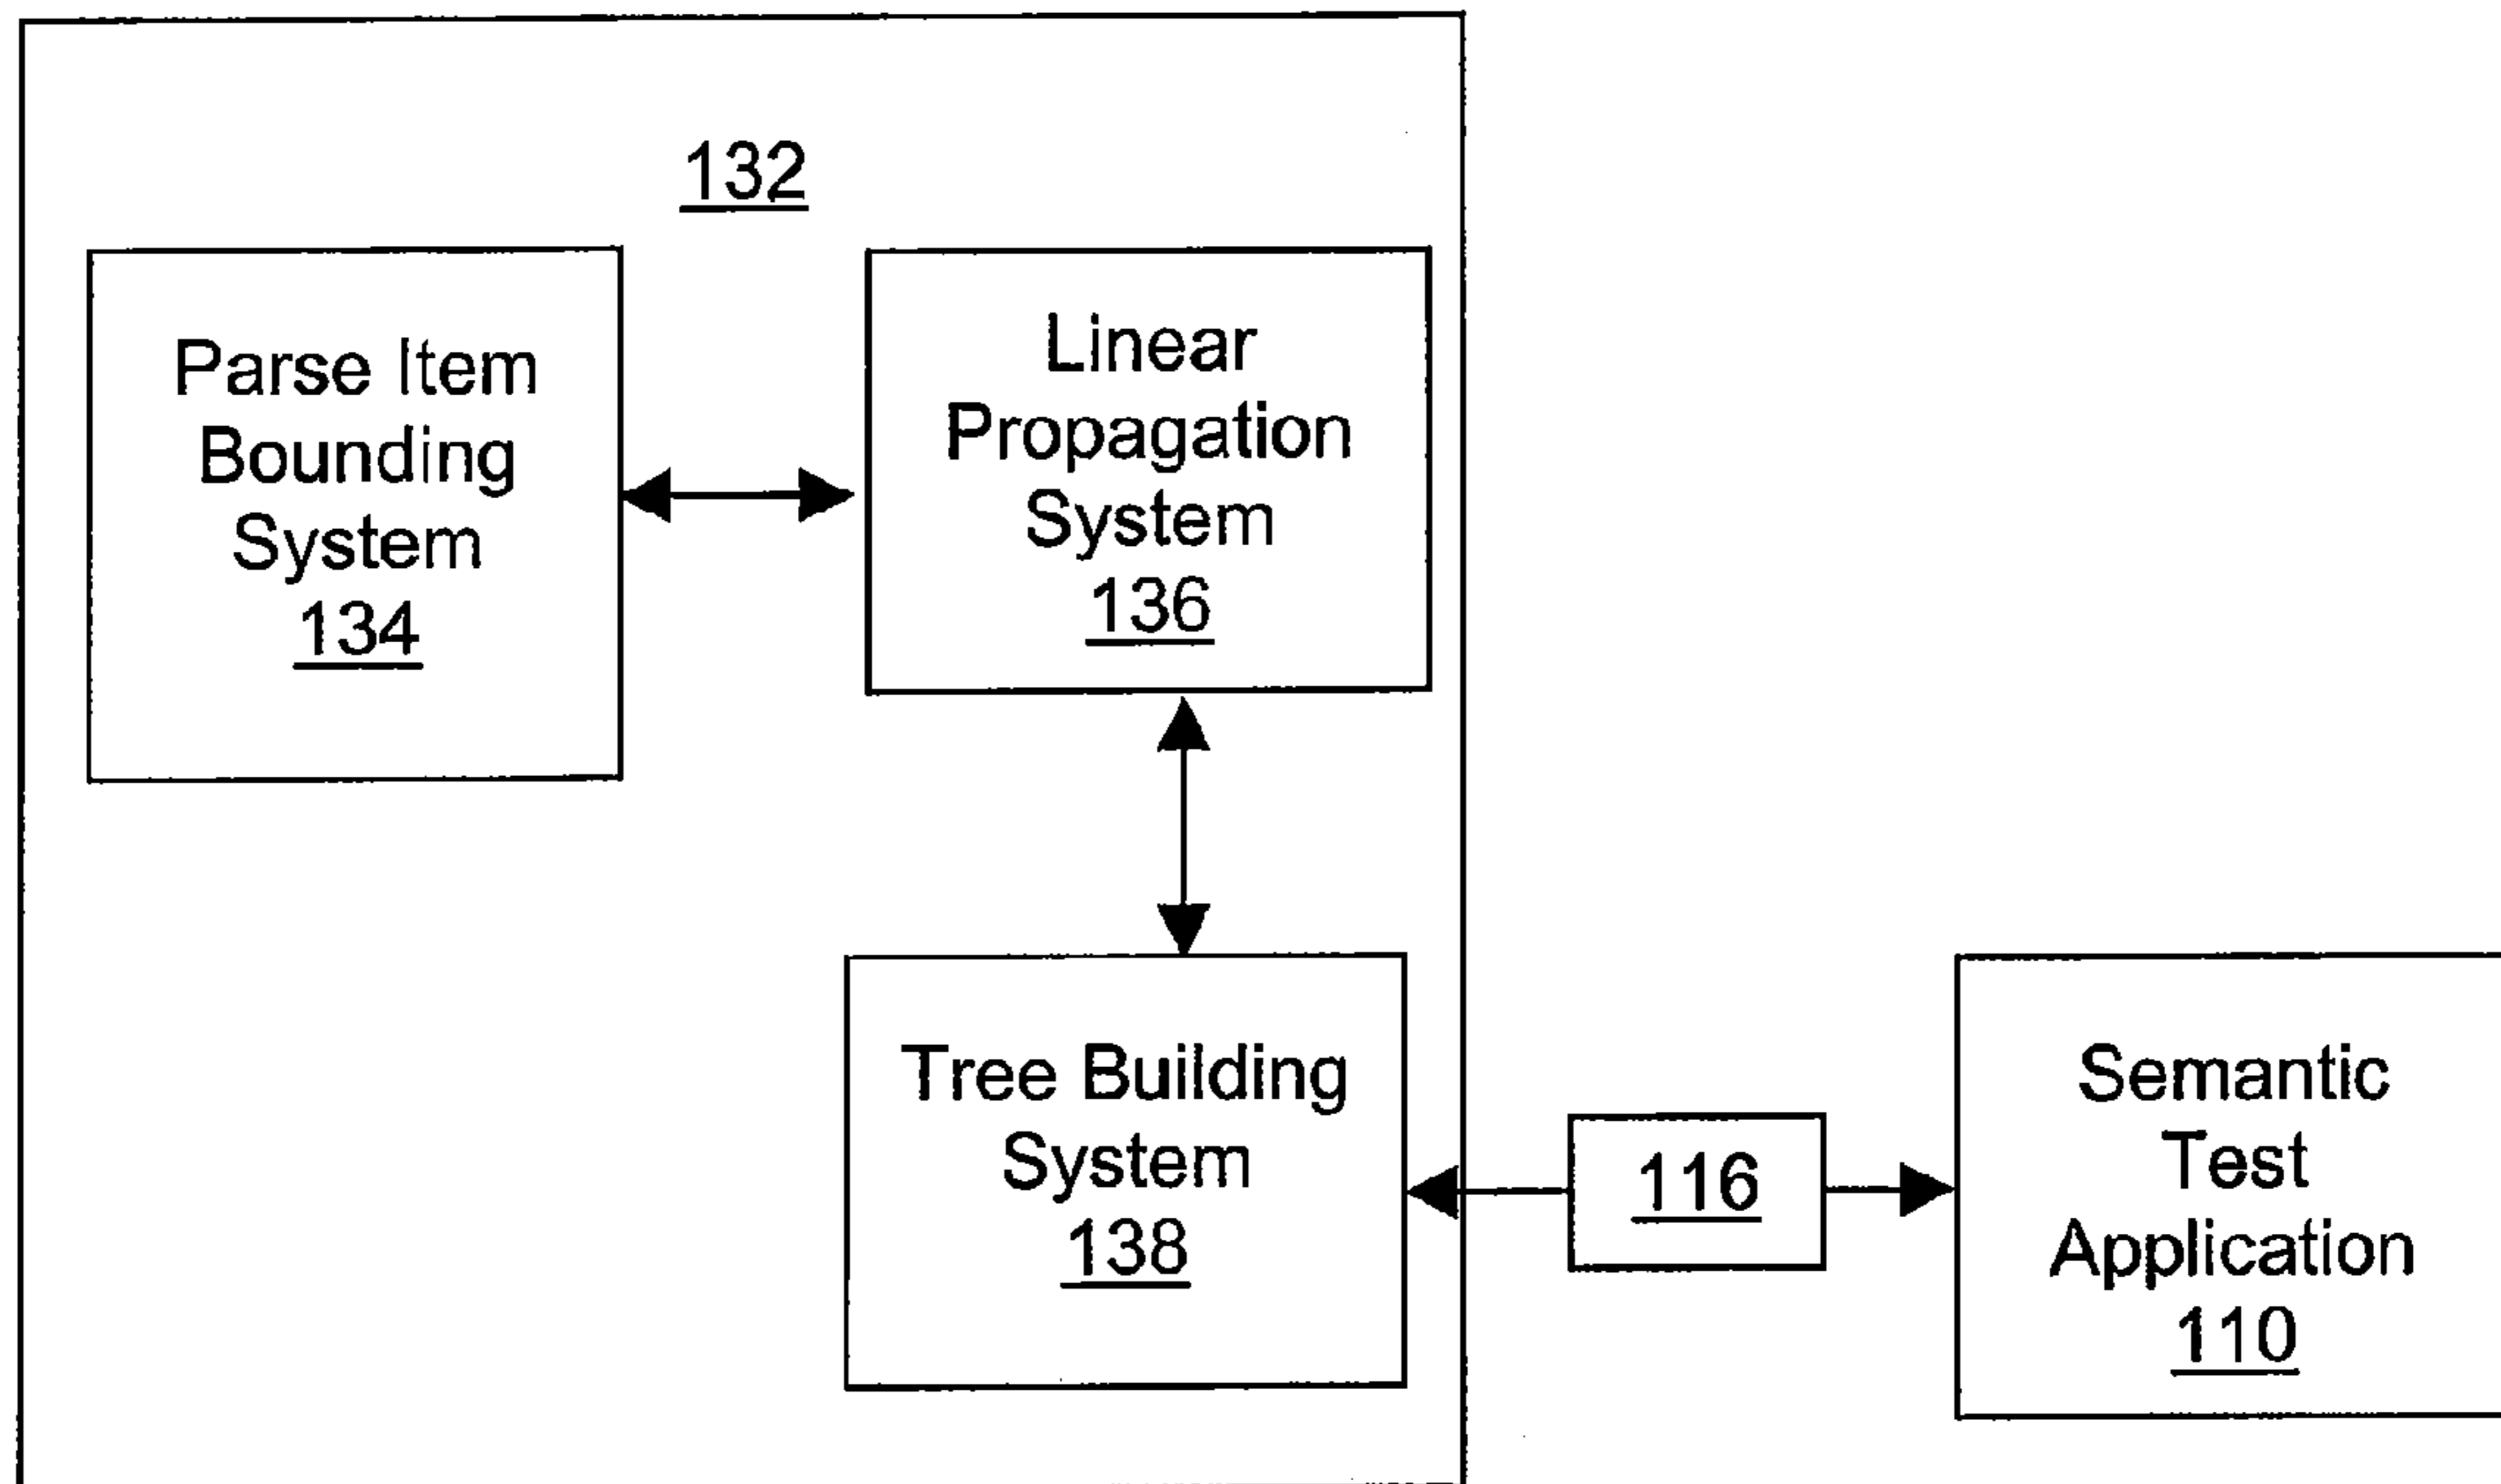 132
Parse Item
Bounding
System
134
Linear
Propagation
System
136
Tree Building
System
138
116
Semantic
Test
Application
110